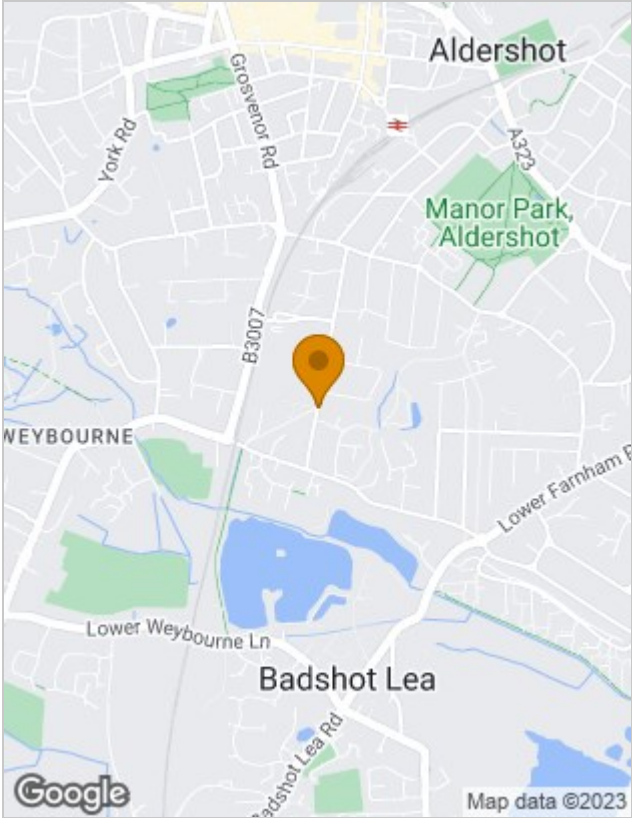 Aldershot
Grosvenor Rd
York Rd
A323
Manor Park,
Aldershot
B3007
WEYBOURNE
Lower Farnham R
Lower Weybourne Ln
Badshot Lea
Badshot Lea Rd
Google
Map data ©2023